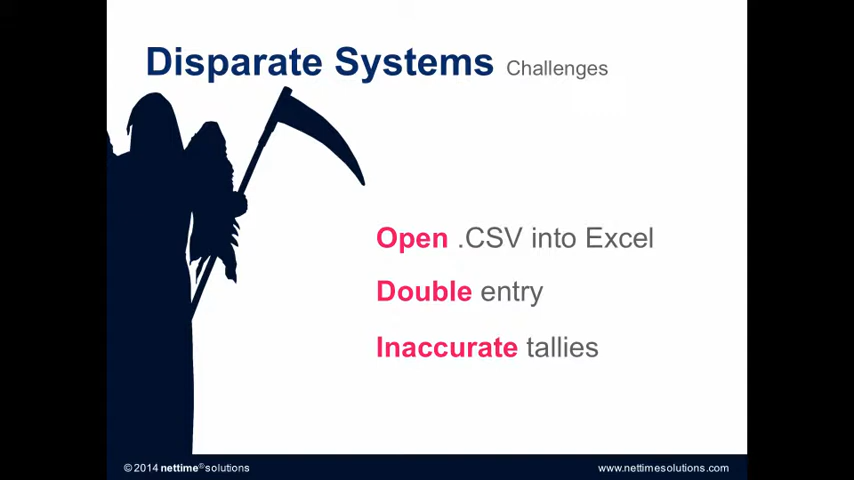 Disparate Systems Challenges
Open .CSV into Excel
Double entry
Inaccurate tallies
© 2014 nettime® solutions
www.nettimesolutions.com